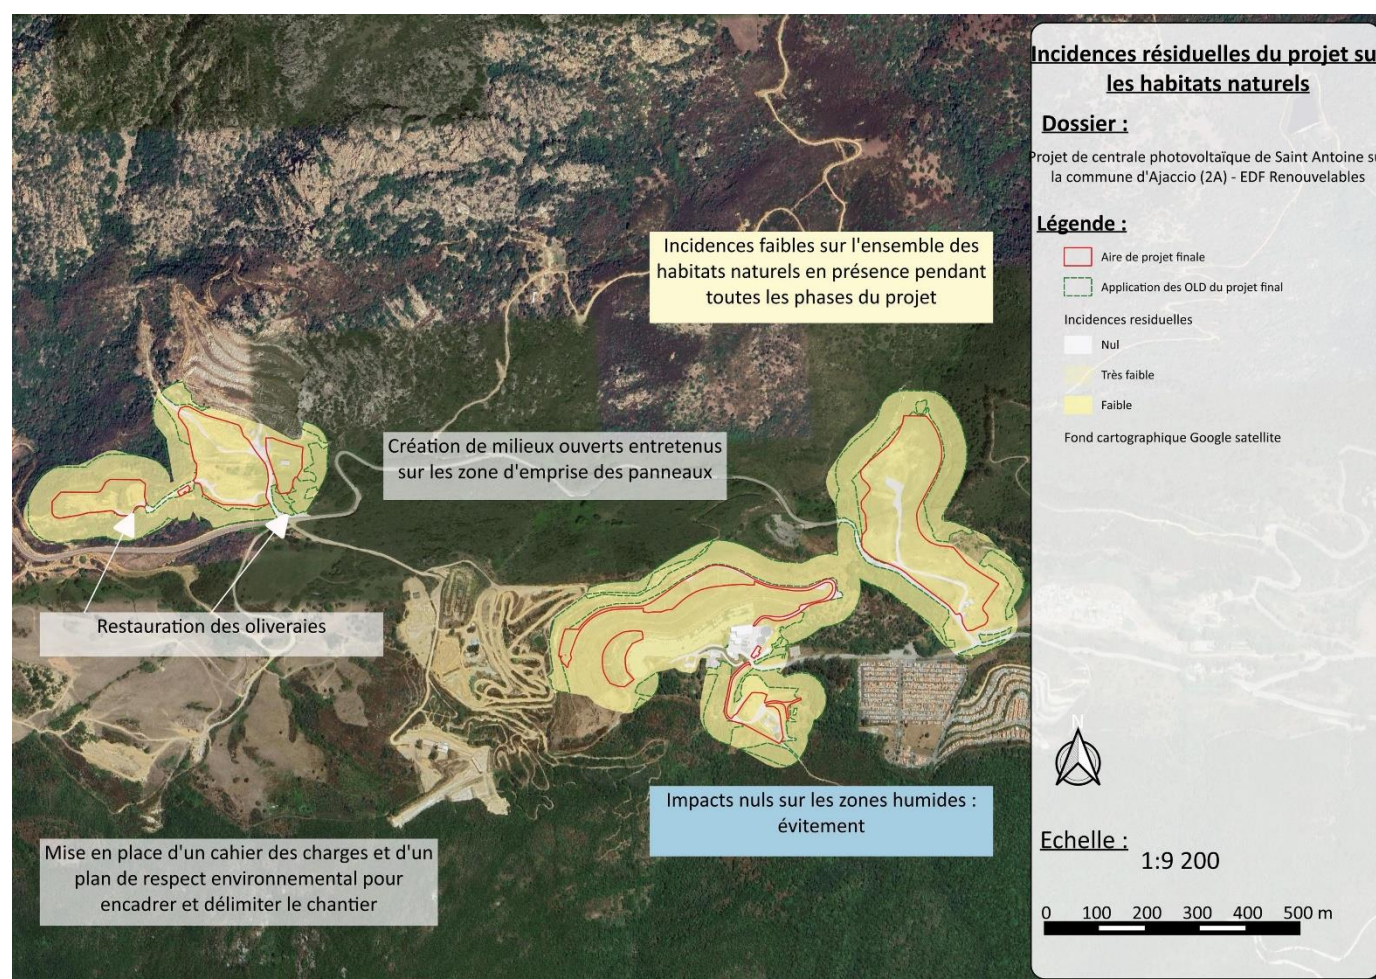 Incidences résiduelles du projet su
les habitats naturels
Dossier :
Projet de centrale photovoltaïque de Saint Antoine su
la commune d'Ajaccio (2A) - EDF Renouvelables
Légende :
Aire de projet finale
Application des OLD du projet final
Incidences residuelles
Nul
Très faible
Faible
Fond cartographique Google satellite
Incidences faibles sur l'ensemble des
habitats naturels en présence pendant
toutes les phases du projet
Création de milieux ouverts entretenus
sur les zone d'emprise des panneaux
Restauration des oliveraies
Impacts nuls sur les zones humides :
évitement
Mise en place d'un cahier des charges et d'un
plan de respect environnemental pour
encadrer et délimiter le chantier
N
Echelle :
1:9 200
0 100 200 300 400 500 m